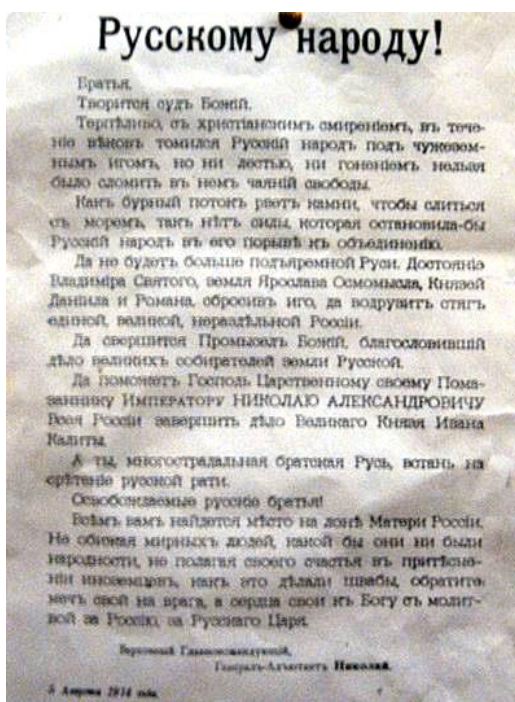 Русскому народу!
Братья.
Творится судъ Божій.
Терпѣливо, съ христіанскимъ смиреніемъ, въ тече-
ніе вѣковъ томился Русскій народъ подъ чужезем-
нымъ игомъ, но ни лестью, ни гоненіемъ нельзя
было сломить въ немъ чаяній свободы.
Какъ бурный потокъ рветъ камни, чтобы слиться
съ моремъ, такъ нѣтъ силы, которая остановила-бы
Русскій народъ въ его порывѣ къ объединенію.
Да не будетъ больше подъяремной Руси. Достояніе
Владиміра Святого, земля Ярослава Осмомысла, Князей
Даніила и Романа, сбросивъ иго, да водрузитъ стягъ
единой, великой, нераздѣльной Россіи.
Да свершится Промыселъ Божій, благословившій
дѣло великихъ собирателей земли Русской.
Да поможетъ Господь Царственному своему Пома-
заннику ИМПЕРАТОРУ НИКОЛАЮ АЛЕКСАНДРОВИЧУ
Всея Россіи завершить дѣло Великаго Князя Ивана
Калиты.
А ты, многострадальная братская Русь, встань на
срѣтеніе русской рати.
Освобождаемые русскіе братья!
Всѣмъ вамъ найдется мѣсто на лонѣ Матери Россіи.
Не обижая мирныхъ людей, какой бы они ни были
народности, не полагая своего счастья въ притѣсне-
ніи иноземцевъ, какъ это дѣлали швабы, обратите
мечъ свой на врага, а сердца свои къ Богу съ молит-
вой за Россію, за Русскаго Царя.
Верховный Главнокомандующій,
Генералъ-Адъютантъ Николай.
5 Августа 1914 года.